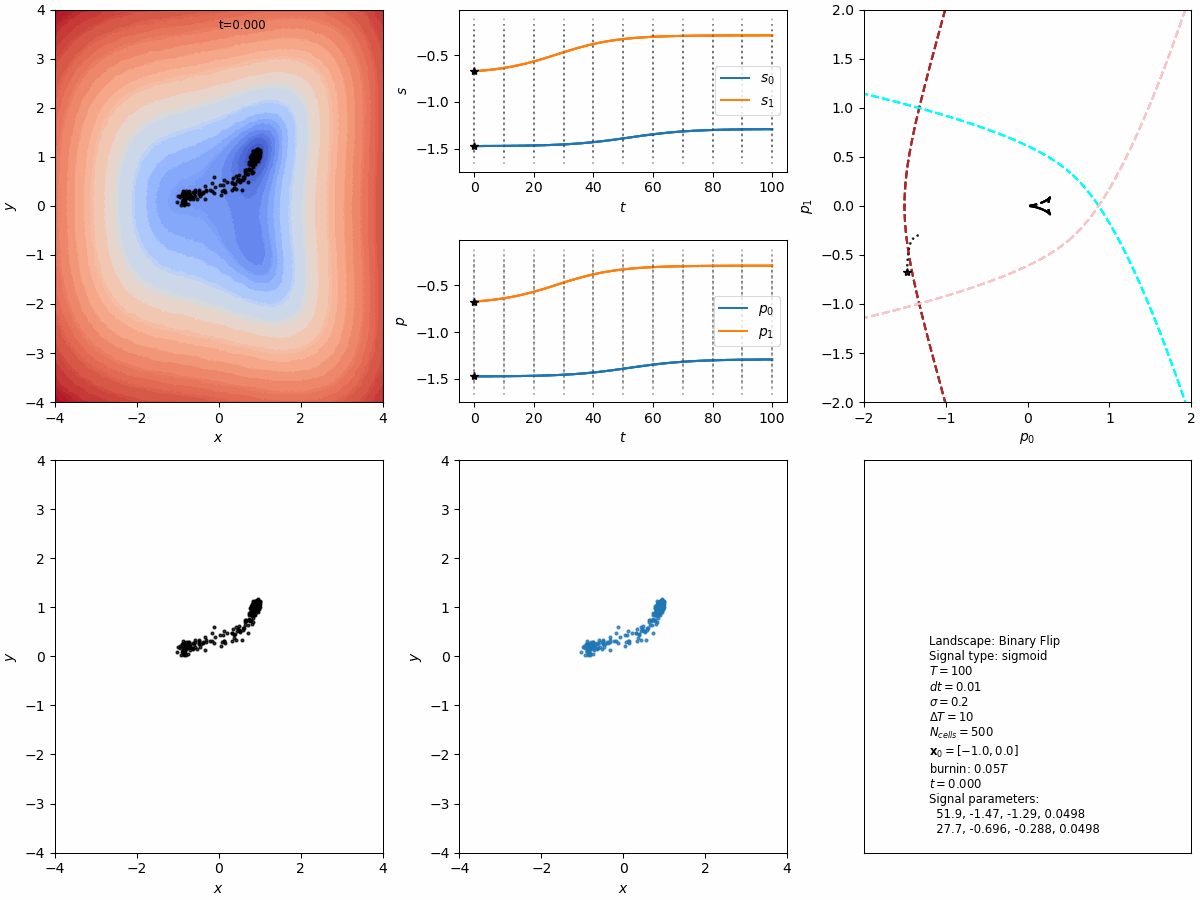 t=0.000
4
3
2
1
0
−1
−2
−3
−4
y
−4
−2
0
2
4
x
−0.5
−1.0
−1.5
s
s₀
s₁
0
20
40
60
80
100
t
−0.5
−1.0
−1.5
p
p₀
p₁
0
20
40
60
80
100
t
2.0
1.5
1.0
0.5
0.0
−0.5
−1.0
−1.5
−2.0
p₁
−2
−1
0
1
2
p₀
4
3
2
1
0
−1
−2
−3
−4
y
−4
−2
0
2
4
x
4
3
2
1
0
−1
−2
−3
−4
y
−4
−2
0
2
4
x
Landscape: Binary Flip
Signal type: sigmoid
T = 100
dt = 0.01
σ = 0.2
ΔT = 10
N_cells = 500
x₀ = [−1.0, 0.0]
burnin: 0.05T
t = 0.000
Signal parameters:
51.9, -1.47, -1.29, 0.0498
27.7, -0.696, -0.288, 0.0498